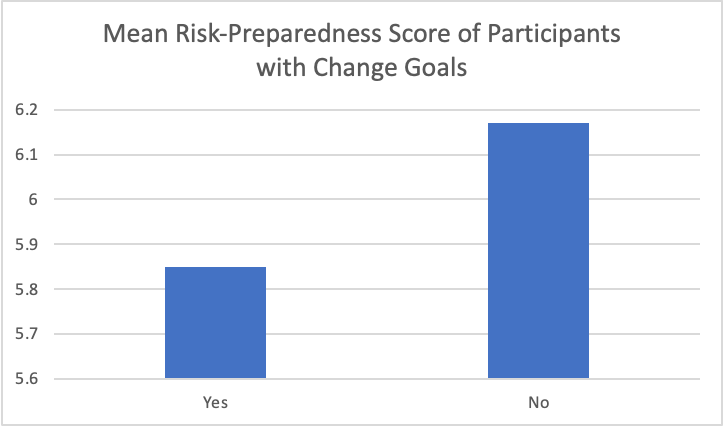 Mean Risk-Preparedness Score of Participants
with Change Goals
6.2
6.1
6
5.9
5.8
5.7
5.6
Yes No